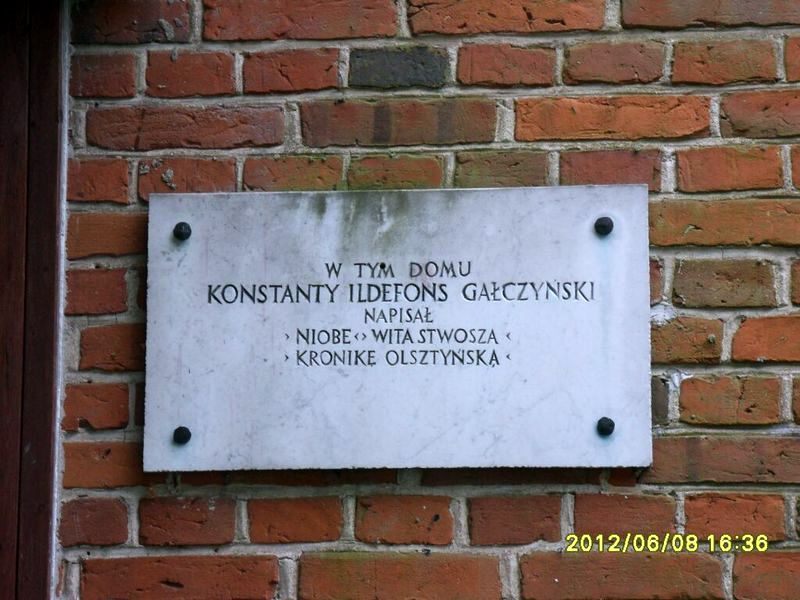 W TYM DOMU
KONSTANTY ILDEFONS GAŁCZYŃSKI
NAPISAŁ
›NIOBE‹›WITA STWOSZA‹
›KRONIKĘ OLSZTYŃSKĄ‹
2012/06/08 16:36